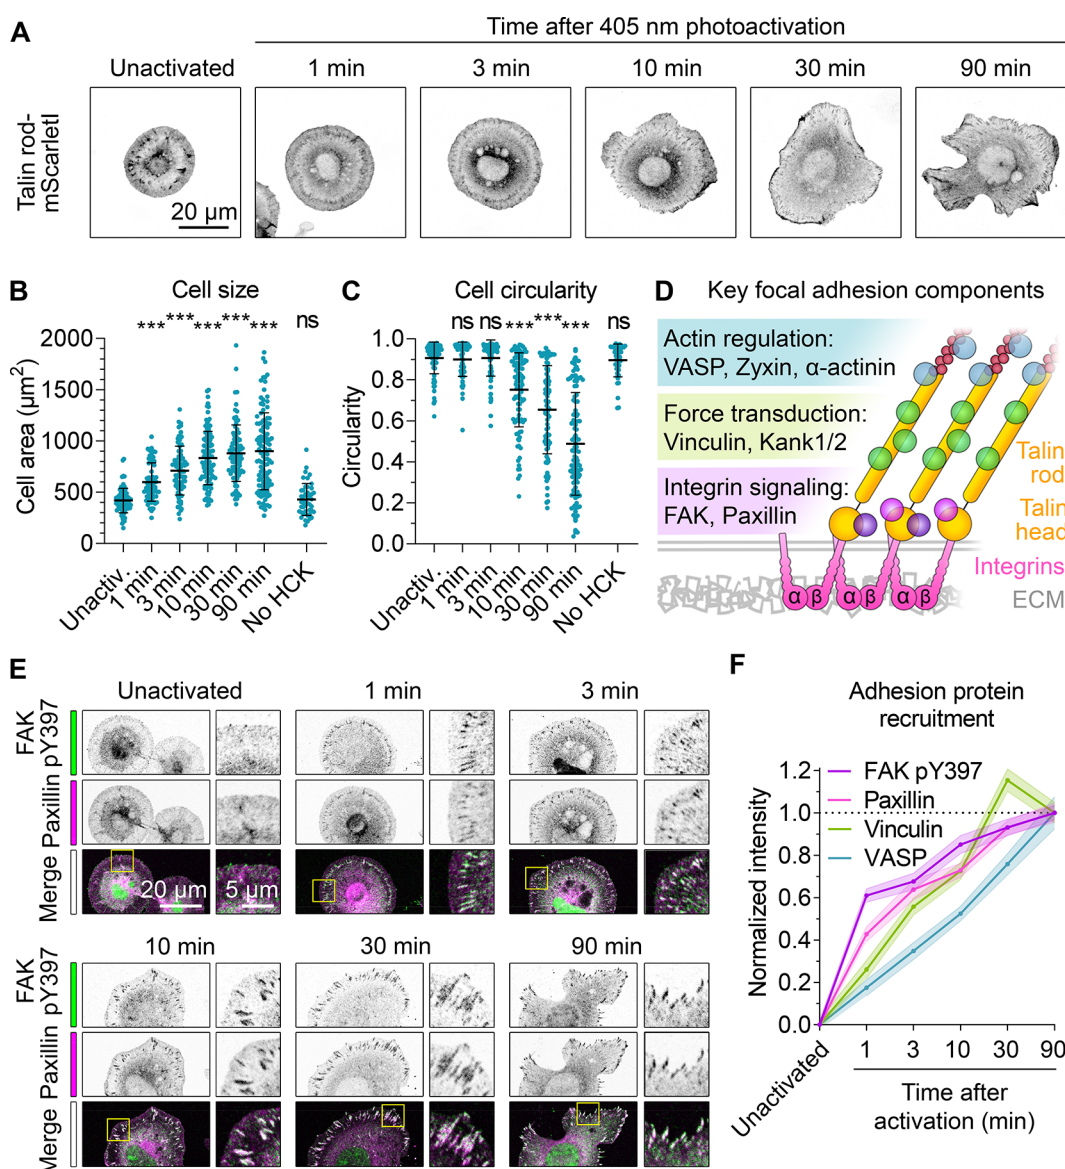 A
Time after 405 nm photoactivation
Unactivated
1 min
3 min
10 min
30 min
90 min
Talin rod-
mScarletI
20 µm
B
Cell size
*** *** *** *** *** ns
Cell area (µm²)
2000
1500
1000
500
0
Unactiv.
1 min
3 min
10 min
30 min
90 min
No HCK
C
Cell circularity
ns ns *** *** *** ns
Circularity
1.0
0.8
0.6
0.4
0.2
0.0
Unactiv.
1 min
3 min
10 min
30 min
90 min
No HCK
D
Key focal adhesion components
Actin regulation:
VASP, Zyxin, α-actinin
Force transduction:
Vinculin, Kank1/2
Integrin signaling:
FAK, Paxillin
Talin
rod
Talin
head
Integrins
ECM
α β α β α β
E
Unactivated
1 min
3 min
FAK
pY397
Paxillin
Merge
20 µm
5 µm
10 min
30 min
90 min
FAK
pY397
Paxillin
Merge
F
Adhesion protein
recruitment
FAK pY397
Paxillin
Vinculin
VASP
Normalized intensity
1.2
1.0
0.8
0.6
0.4
0.2
0.0
Unactivated
1
3
10
30
90
Time after
activation (min)